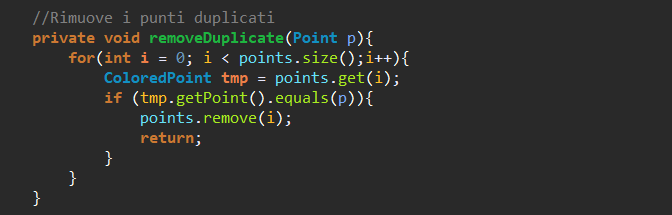 //Rimuove i punti duplicati
private void removeDuplicate(Point p){
for(int i = 0; i < points.size();i++){
ColoredPoint tmp = points.get(i);
if (tmp.getPoint().equals(p)){
points.remove(i);
return;
}
}
}